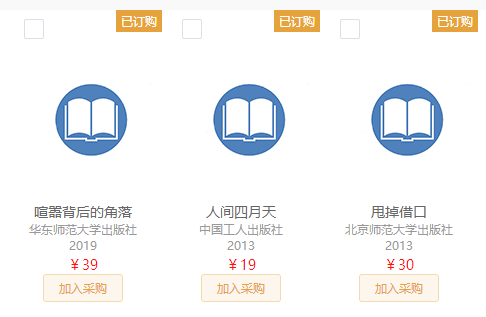 已订购
已订购
已订购
喧嚣背后的角落
华东师范大学出版社
2019
￥39
加入采购
人间四月天
中国工人出版社
2013
￥19
加入采购
甩掉借口
北京师范大学出版社
2013
￥30
加入采购